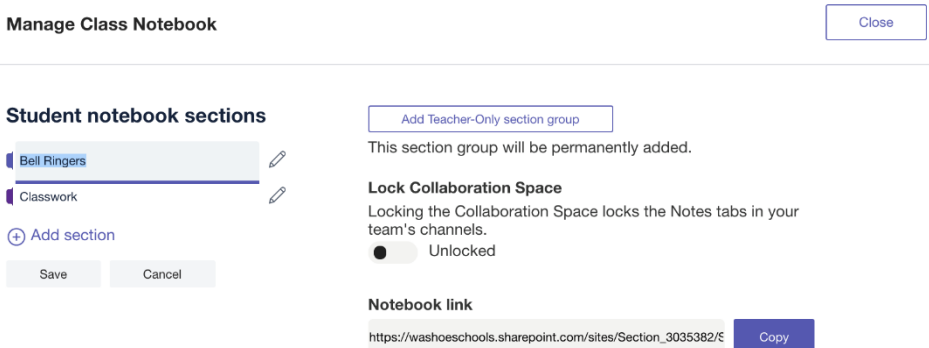 Manage Class Notebook
Close
Student notebook sections
Bell Ringers
Classwork
Add section
Save
Cancel
Add Teacher-Only section group
This section group will be permanently added.
Lock Collaboration Space
Locking the Collaboration Space locks the Notes tabs in your
team's channels.
Unlocked
Notebook link
https://washoeschools.sharepoint.com/sites/Section_3035382/S
Copy